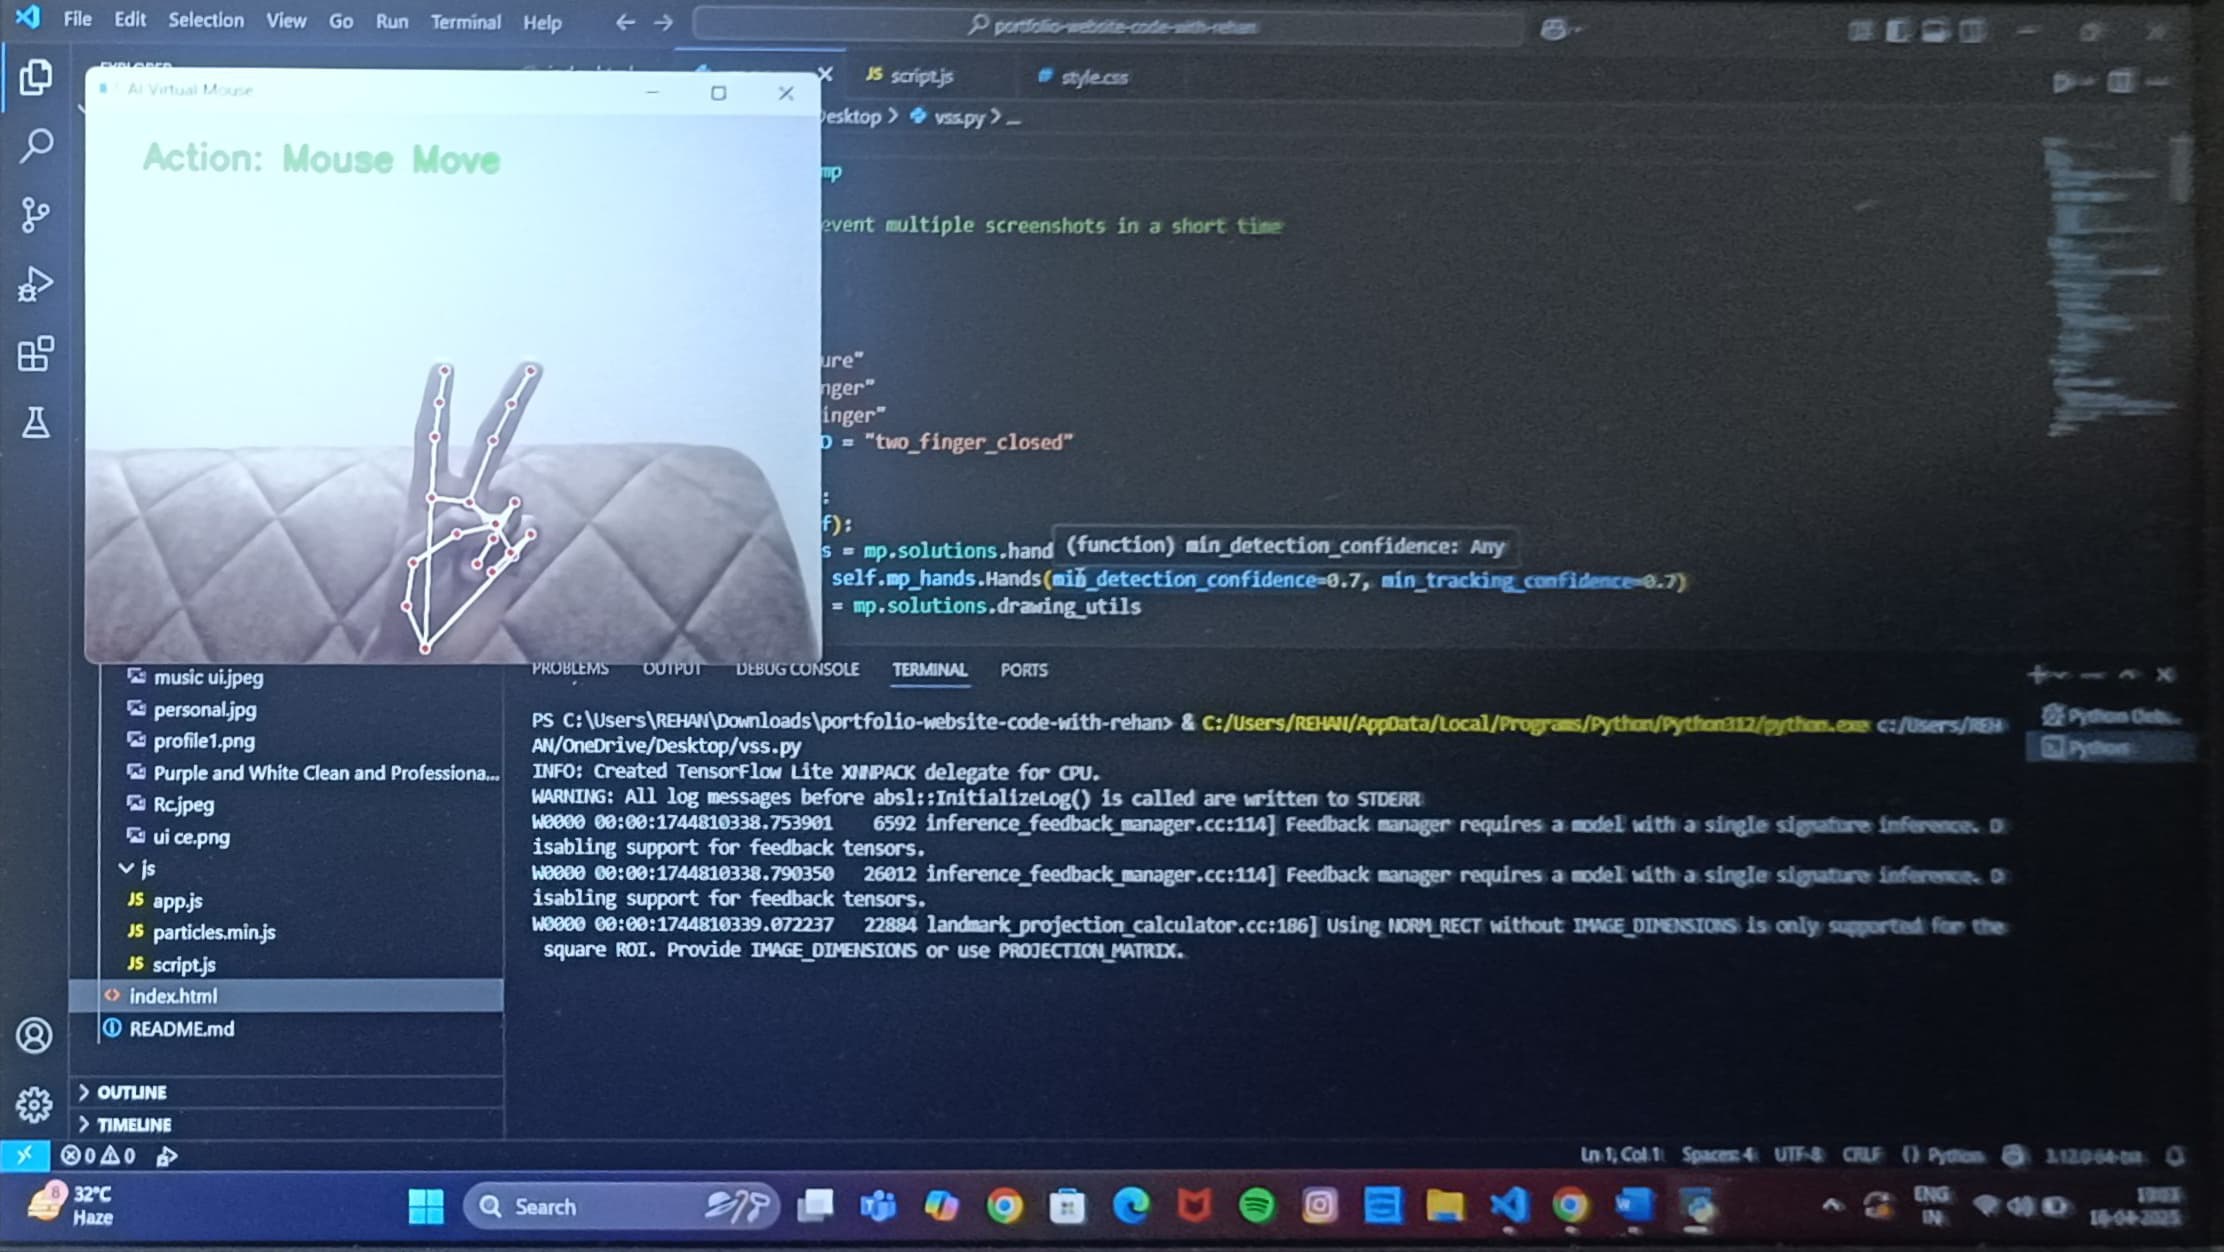 File Edit Selection View Go Run Terminal Help
portfolio-website-code-with-rehan
AI Virtual Mouse
Action: Mouse Move
JS script.js
# style.css
esktop > vss.py > ...
mp
event multiple screenshots in a short time
ure"
nger"
inger"
D = "two_finger_closed"
:
f):
s = mp.solutions.hand
(function) min_detection_confidence: Any
self.mp_hands.Hands(min_detection_confidence=0.7, min_tracking_confidence=0.7)
= mp.solutions.drawing_utils
music ui.jpeg
personal.jpg
profile1.png
Purple and White Clean and Professiona...
Rc.jpeg
ui ce.png
js
JS app.js
JS particles.min.js
JS script.js
<> index.html
README.md
OUTLINE
TIMELINE
PROBLEMS OUTPUT DEBUG CONSOLE TERMINAL PORTS
PS C:\Users\REHAN\Downloads\portfolio-website-code-with-rehan> & C:/Users/REHAN/AppData/Local/Programs/Python/Python312/python.exe c:/Users/REH
AN/OneDrive/Desktop/vss.py
INFO: Created TensorFlow Lite XNNPACK delegate for CPU.
WARNING: All log messages before absl::InitializeLog() is called are written to STDERR
W0000 00:00:1744810338.753901 6592 inference_feedback_manager.cc:114] Feedback manager requires a model with a single signature inference. D
isabling support for feedback tensors.
W0000 00:00:1744810338.790350 26012 inference_feedback_manager.cc:114] Feedback manager requires a model with a single signature inference. D
isabling support for feedback tensors.
W0000 00:00:1744810339.072237 22884 landmark_projection_calculator.cc:186] Using NORM_RECT without IMAGE_DIMENSIONS is only supported for the
square ROI. Provide IMAGE_DIMENSIONS or use PROJECTION_MATRIX.
Python Deb...
Python
0 0
Ln 1, Col 1 Spaces: 4 UTF-8 CRLF {} Python 3.12.0 64-bit
8
32°C
Haze
Search
ENG
IN
16-04-2025